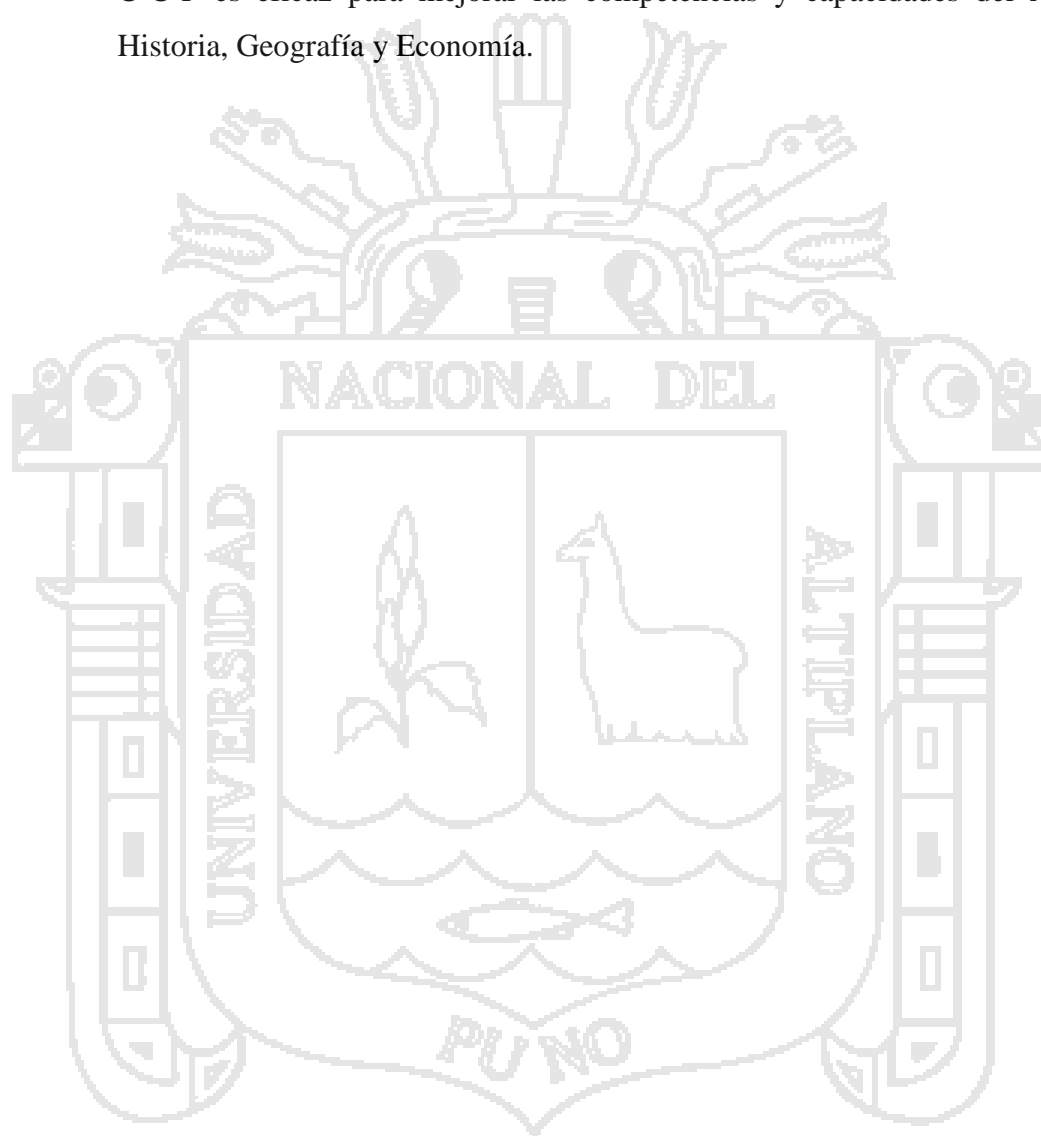 es eficaz para mejorar las competencias y capacidades del
Historia, Geografía y Economía.
NACIONAL DEL
UNIVERSIDAD
ALTIPLANO
PUNO